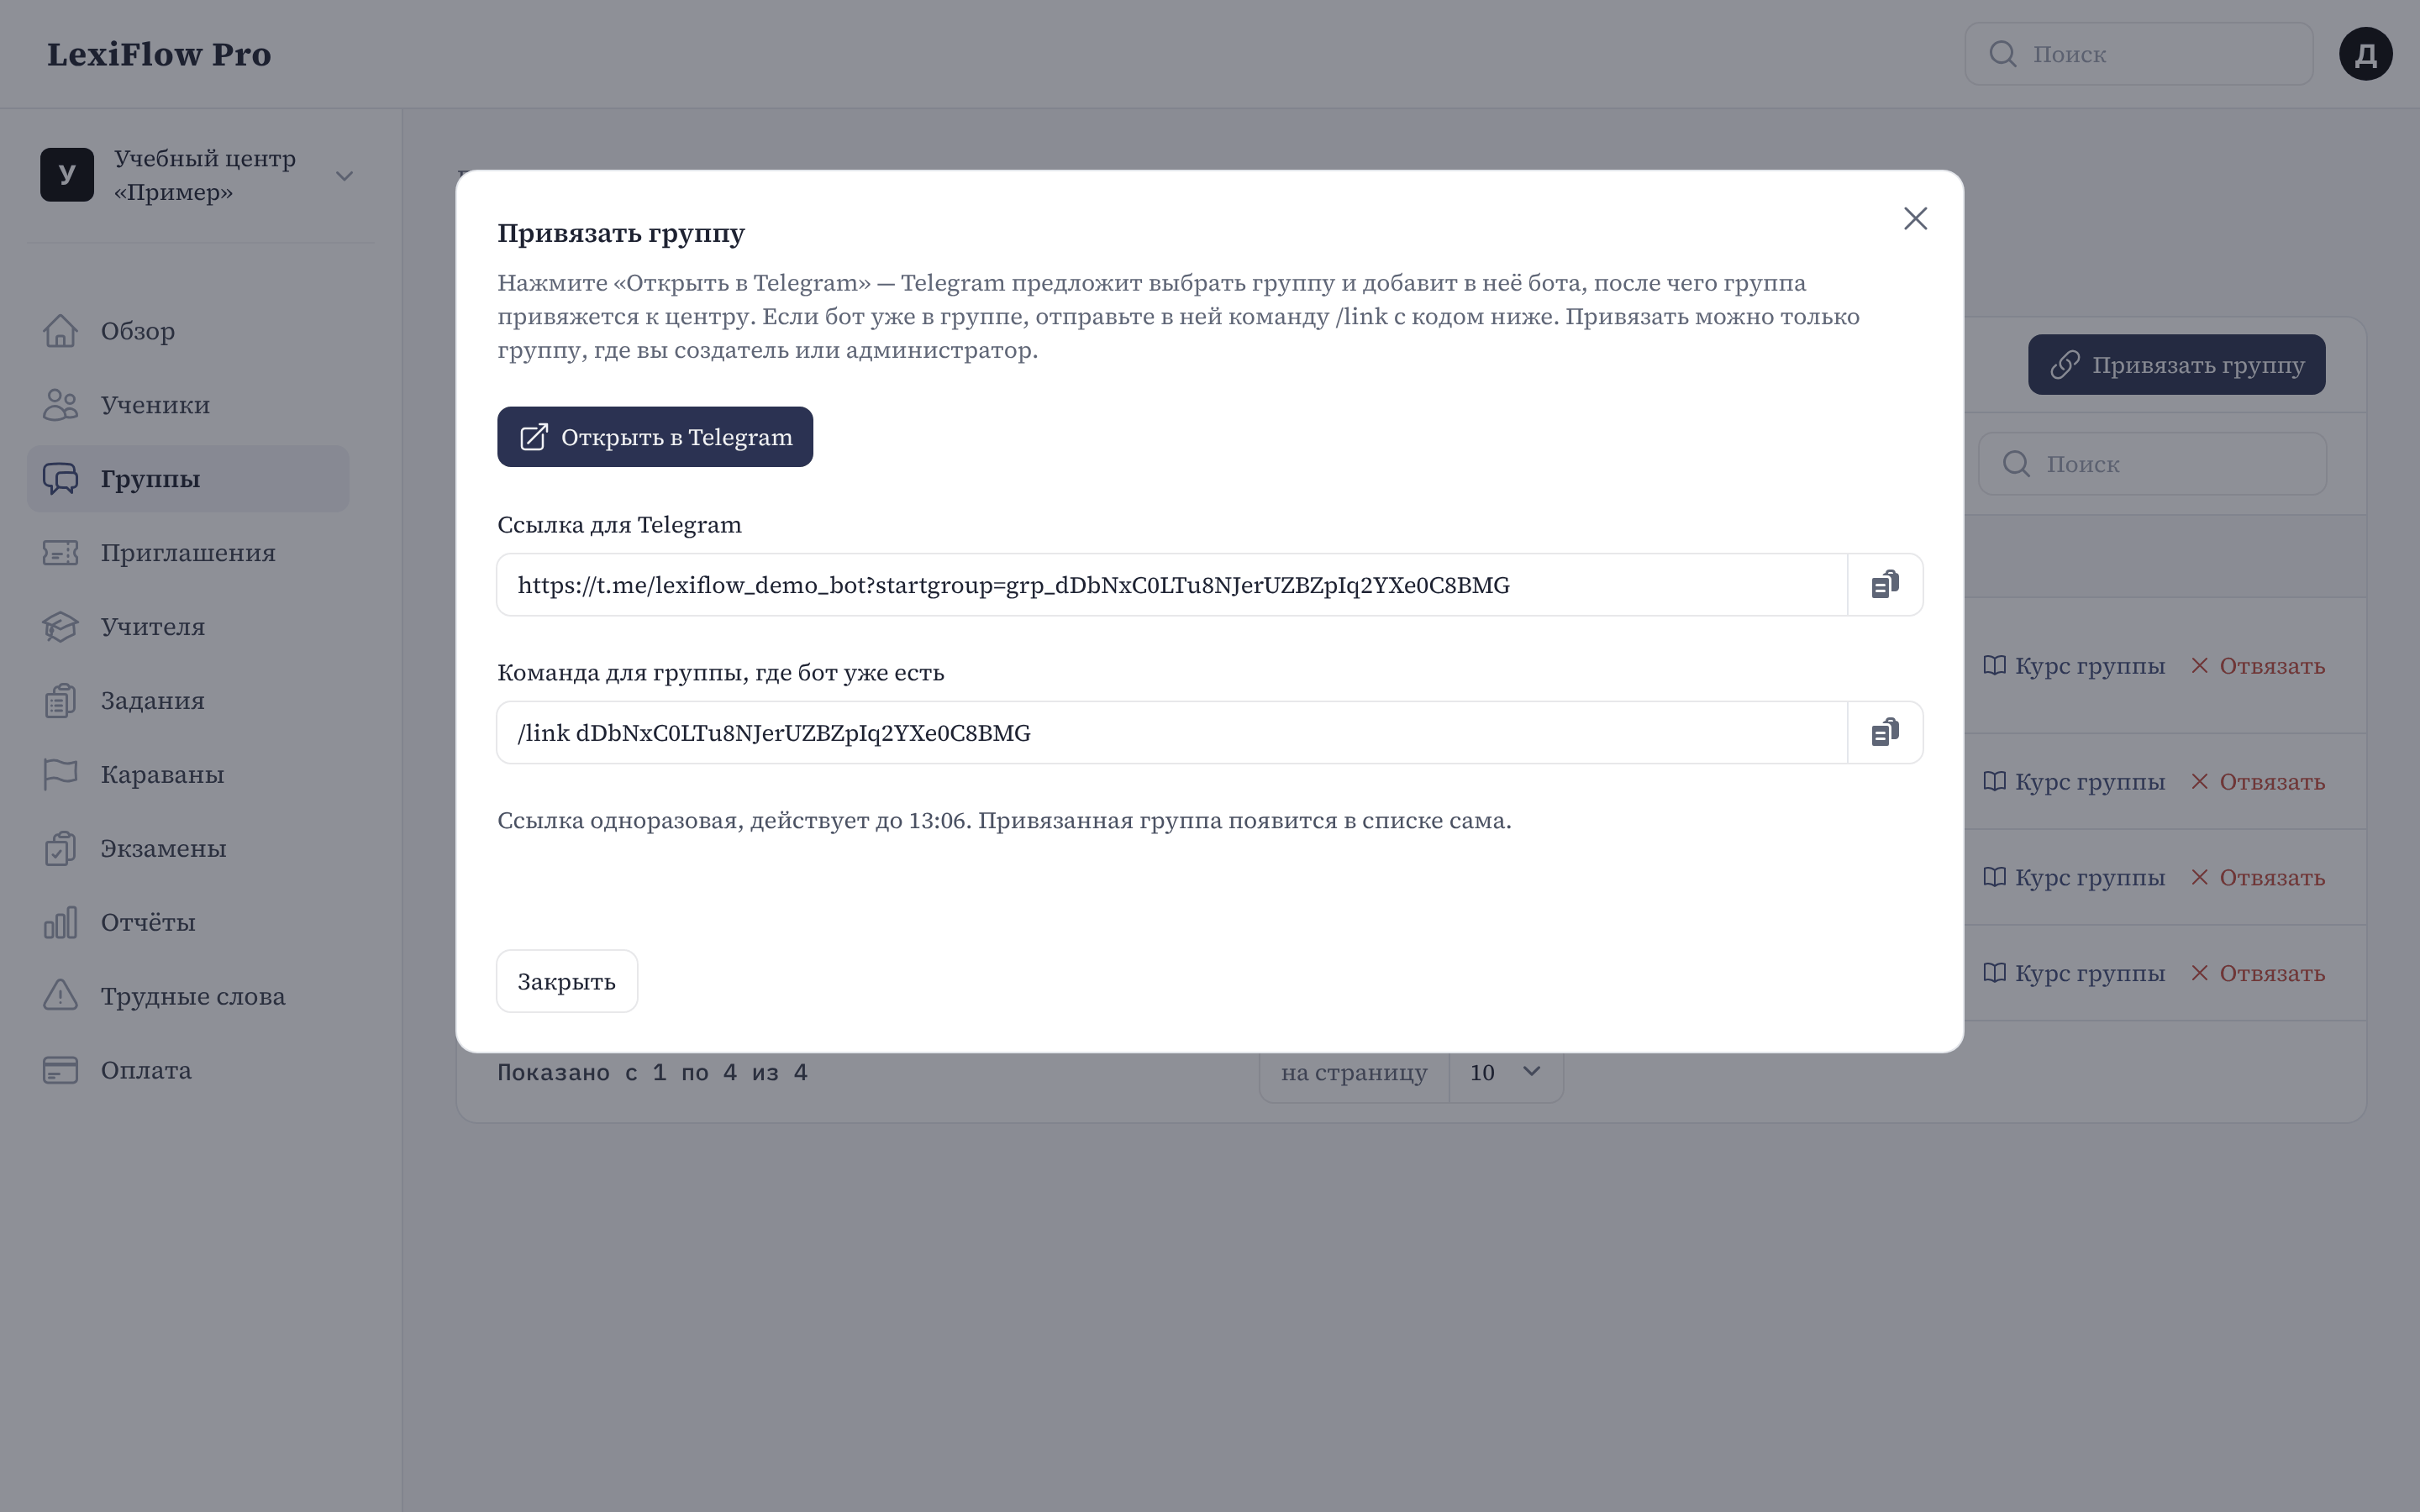 LexiFlow Pro
Поиск
Д
У
Учебный центр
«Пример»
Обзор
Ученики
Группы
Приглашения
Учителя
Задания
Караваны
Экзамены
Отчёты
Трудные слова
Оплата
Привязать группу
Нажмите «Открыть в Telegram» — Telegram предложит выбрать группу и добавит в неё бота, после чего группа
привяжется к центру. Если бот уже в группе, отправьте в ней команду /link с кодом ниже. Привязать можно только
группу, где вы создатель или администратор.
Открыть в Telegram
Ссылка для Telegram
https://t.me/lexiflow_demo_bot?startgroup=grp_dDbNxC0LTu8NJerUZBZpIq2YXe0C8BMG
Команда для группы, где бот уже есть
/link dDbNxC0LTu8NJerUZBZpIq2YXe0C8BMG
Ссылка одноразовая, действует до 13:06. Привязанная группа появится в списке сама.
Закрыть
Привязать группу
Поиск
Курс группы Отвязать
Курс группы Отвязать
Курс группы Отвязать
Курс группы Отвязать
Показано с 1 по 4 из 4
на страницу 10